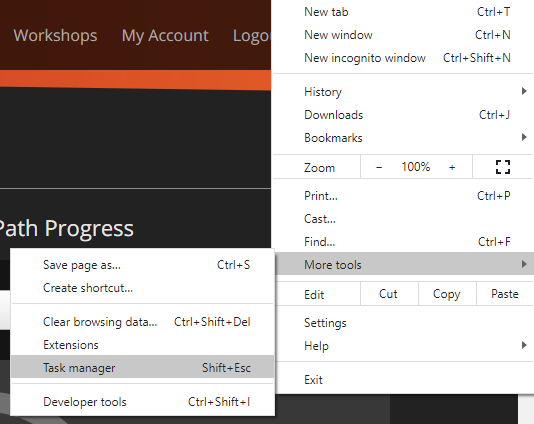 Workshops My Account Logou
Path Progress
New tab Ctrl+T
New window Ctrl+N
New incognito window Ctrl+Shift+N
History
Downloads Ctrl+J
Bookmarks
Zoom − 100% +
Print... Ctrl+P
Cast...
Find... Ctrl+F
More tools
Edit Cut Copy Paste
Settings
Help
Exit
Save page as... Ctrl+S
Create shortcut...
Clear browsing data... Ctrl+Shift+Del
Extensions
Task manager Shift+Esc
Developer tools Ctrl+Shift+I